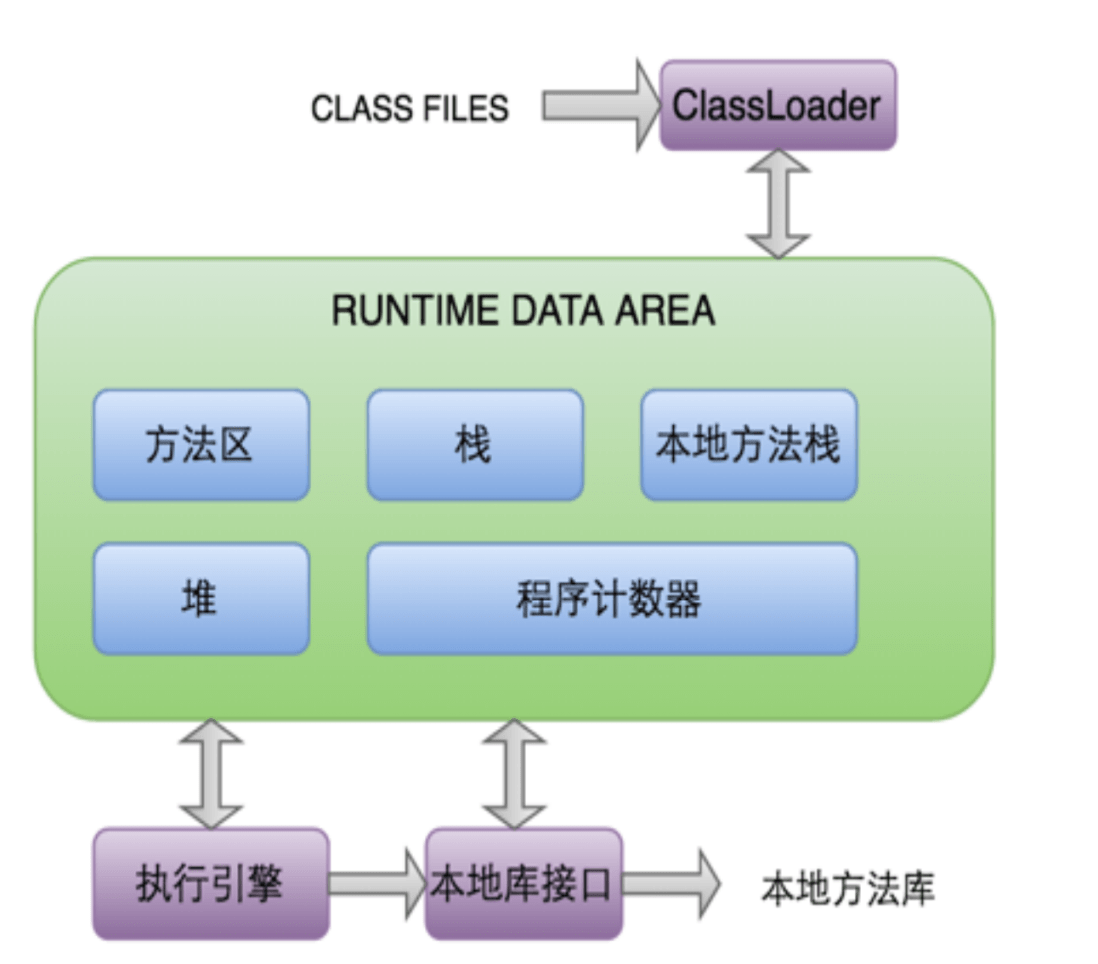 CLASS FILES
ClassLoader
RUNTIME DATA AREA
方法区
栈
本地方法栈
堆
程序计数器
执行引擎
本地库接口
本地方法库